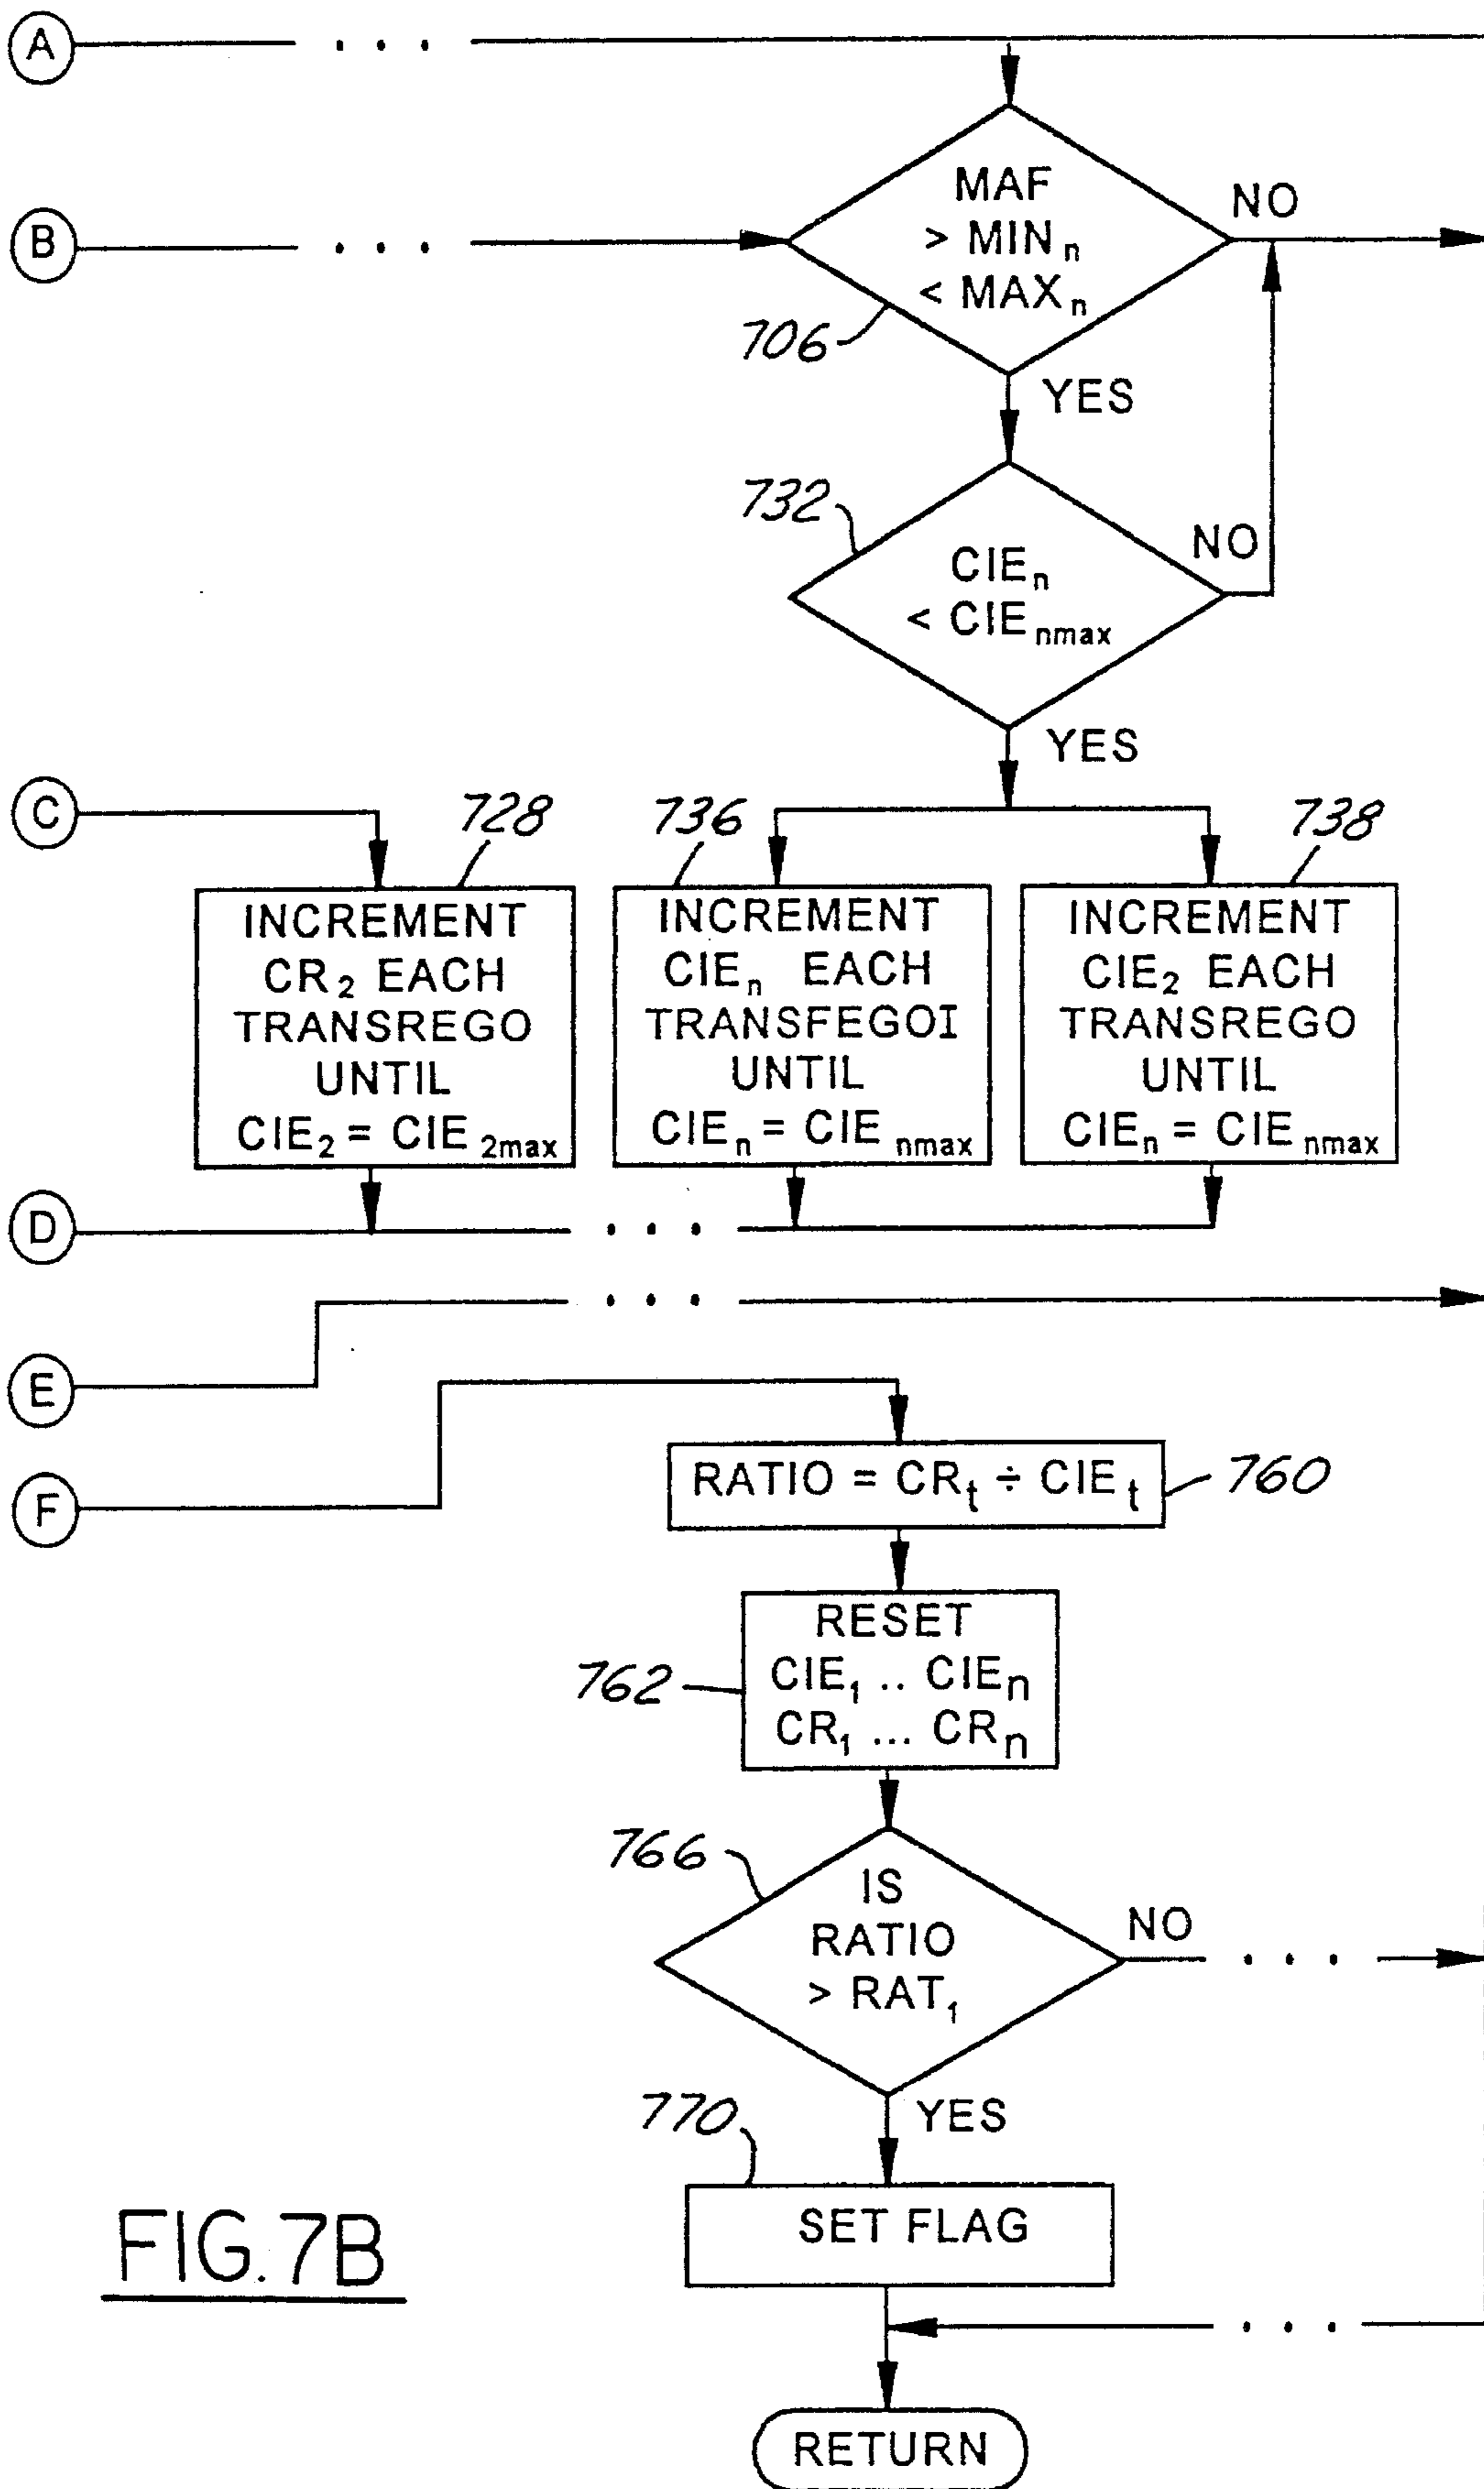 A
B
MAF
> MINn
< MAXn
NO
706
YES
732
CIEn
< CIEnmax
NO
YES
C
728
INCREMENT
CR2 EACH
TRANSREGO
UNTIL
CIE2 = CIE2max
736
INCREMENT
CIEn EACH
TRANSFEGOI
UNTIL
CIEn = CIEnmax
738
INCREMENT
CIE2 EACH
TRANSREGO
UNTIL
CIEn = CIEnmax
D
E
F
RATIO = CRt ÷ CIEt
760
RESET
CIE1 .. CIEn
CR1 ... CRn
762
766
IS
RATIO
> RAT1
NO
YES
770
SET FLAG
RETURN
FIG. 7B